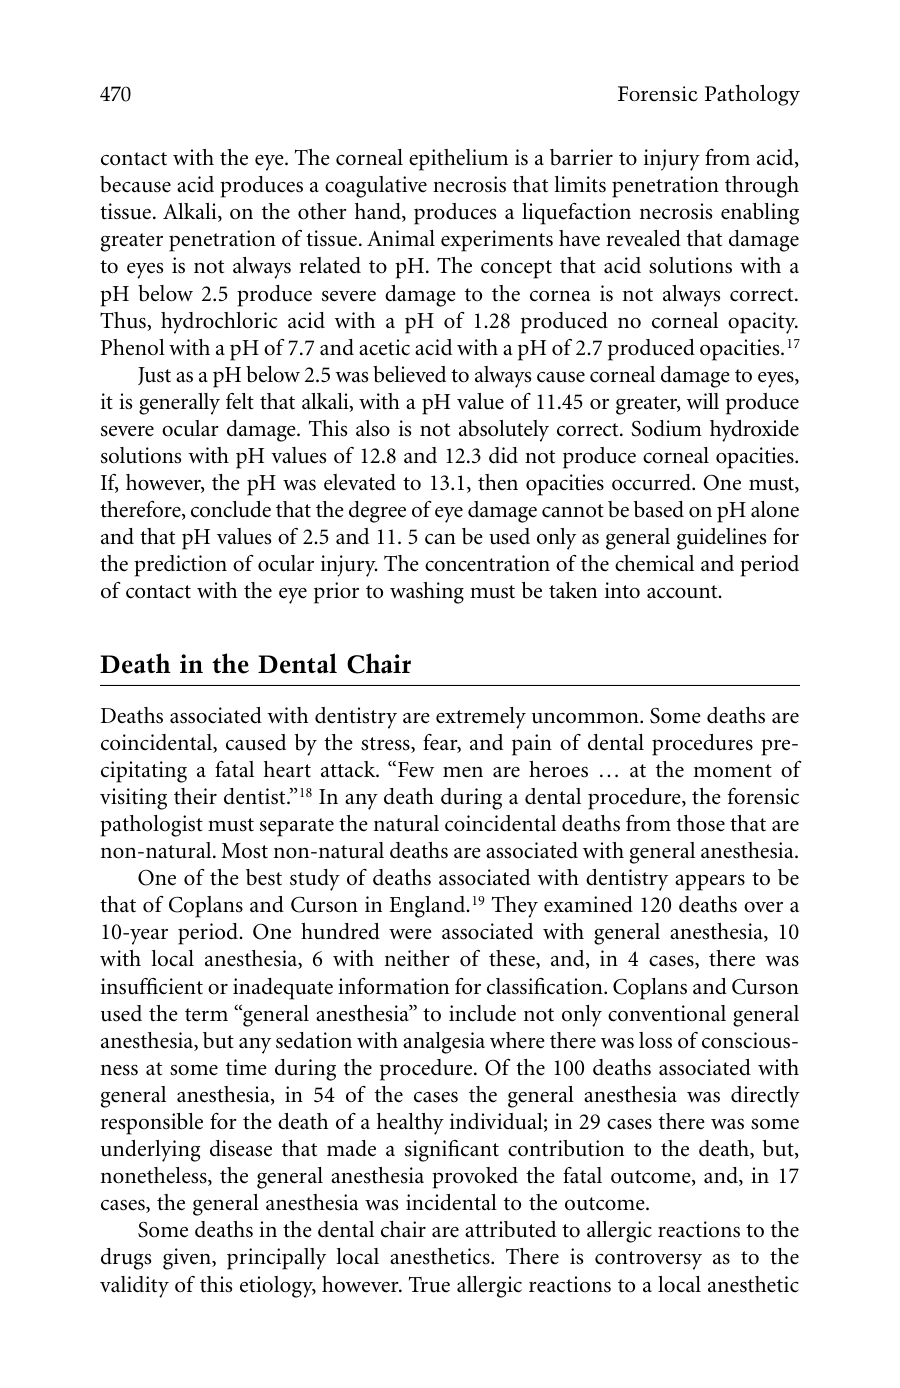 470 Forensic Pathology
contact with the eye. The corneal epithelium is a barrier to injury from acid,
because acid produces a coagulative necrosis that limits penetration through
tissue. Alkali, on the other hand, produces a liquefaction necrosis enabling
greater penetration of tissue. Animal experiments have revealed that damage
to eyes is not always related to pH. The concept that acid solutions with a
pH below 2.5 produce severe damage to the cornea is not always correct.
Thus, hydrochloric acid with a pH of 1.28 produced no corneal opacity.
Phenol with a pH of 7.7 and acetic acid with a pH of 2.7 produced opacities.17
Just as a pH below 2.5 was believed to always cause corneal damage to eyes,
it is generally felt that alkali, with a pH value of 11.45 or greater, will produce
severe ocular damage. This also is not absolutely correct. Sodium hydroxide
solutions with pH values of 12.8 and 12.3 did not produce corneal opacities.
If, however, the pH was elevated to 13.1, then opacities occurred. One must,
therefore, conclude that the degree of eye damage cannot be based on pH alone
and that pH values of 2.5 and 11. 5 can be used only as general guidelines for
the prediction of ocular injury. The concentration of the chemical and period
of contact with the eye prior to washing must be taken into account.
Death in the Dental Chair
Deaths associated with dentistry are extremely uncommon. Some deaths are
coincidental, caused by the stress, fear, and pain of dental procedures pre-
cipitating a fatal heart attack. “Few men are heroes … at the moment of
visiting their dentist.”18 In any death during a dental procedure, the forensic
pathologist must separate the natural coincidental deaths from those that are
non-natural. Most non-natural deaths are associated with general anesthesia.
One of the best study of deaths associated with dentistry appears to be
that of Coplans and Curson in England.19 They examined 120 deaths over a
10-year period. One hundred were associated with general anesthesia, 10
with local anesthesia, 6 with neither of these, and, in 4 cases, there was
insufficient or inadequate information for classification. Coplans and Curson
used the term “general anesthesia” to include not only conventional general
anesthesia, but any sedation with analgesia where there was loss of conscious-
ness at some time during the procedure. Of the 100 deaths associated with
general anesthesia, in 54 of the cases the general anesthesia was directly
responsible for the death of a healthy individual; in 29 cases there was some
underlying disease that made a significant contribution to the death, but,
nonetheless, the general anesthesia provoked the fatal outcome, and, in 17
cases, the general anesthesia was incidental to the outcome.
Some deaths in the dental chair are attributed to allergic reactions to the
drugs given, principally local anesthetics. There is controversy as to the
validity of this etiology, however. True allergic reactions to a local anesthetic